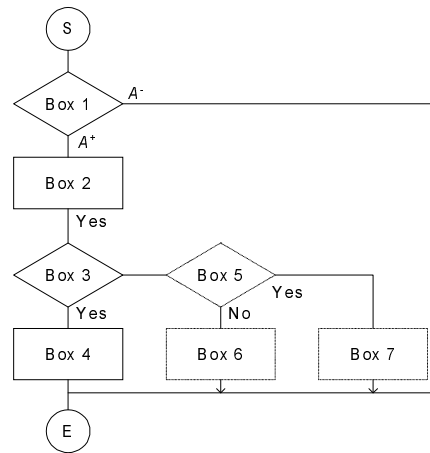 S
Box 1
A-
A+
Box 2
Yes
Box 3
Box 5
Yes
Yes
No
Box 4
Box 6
Box 7
E